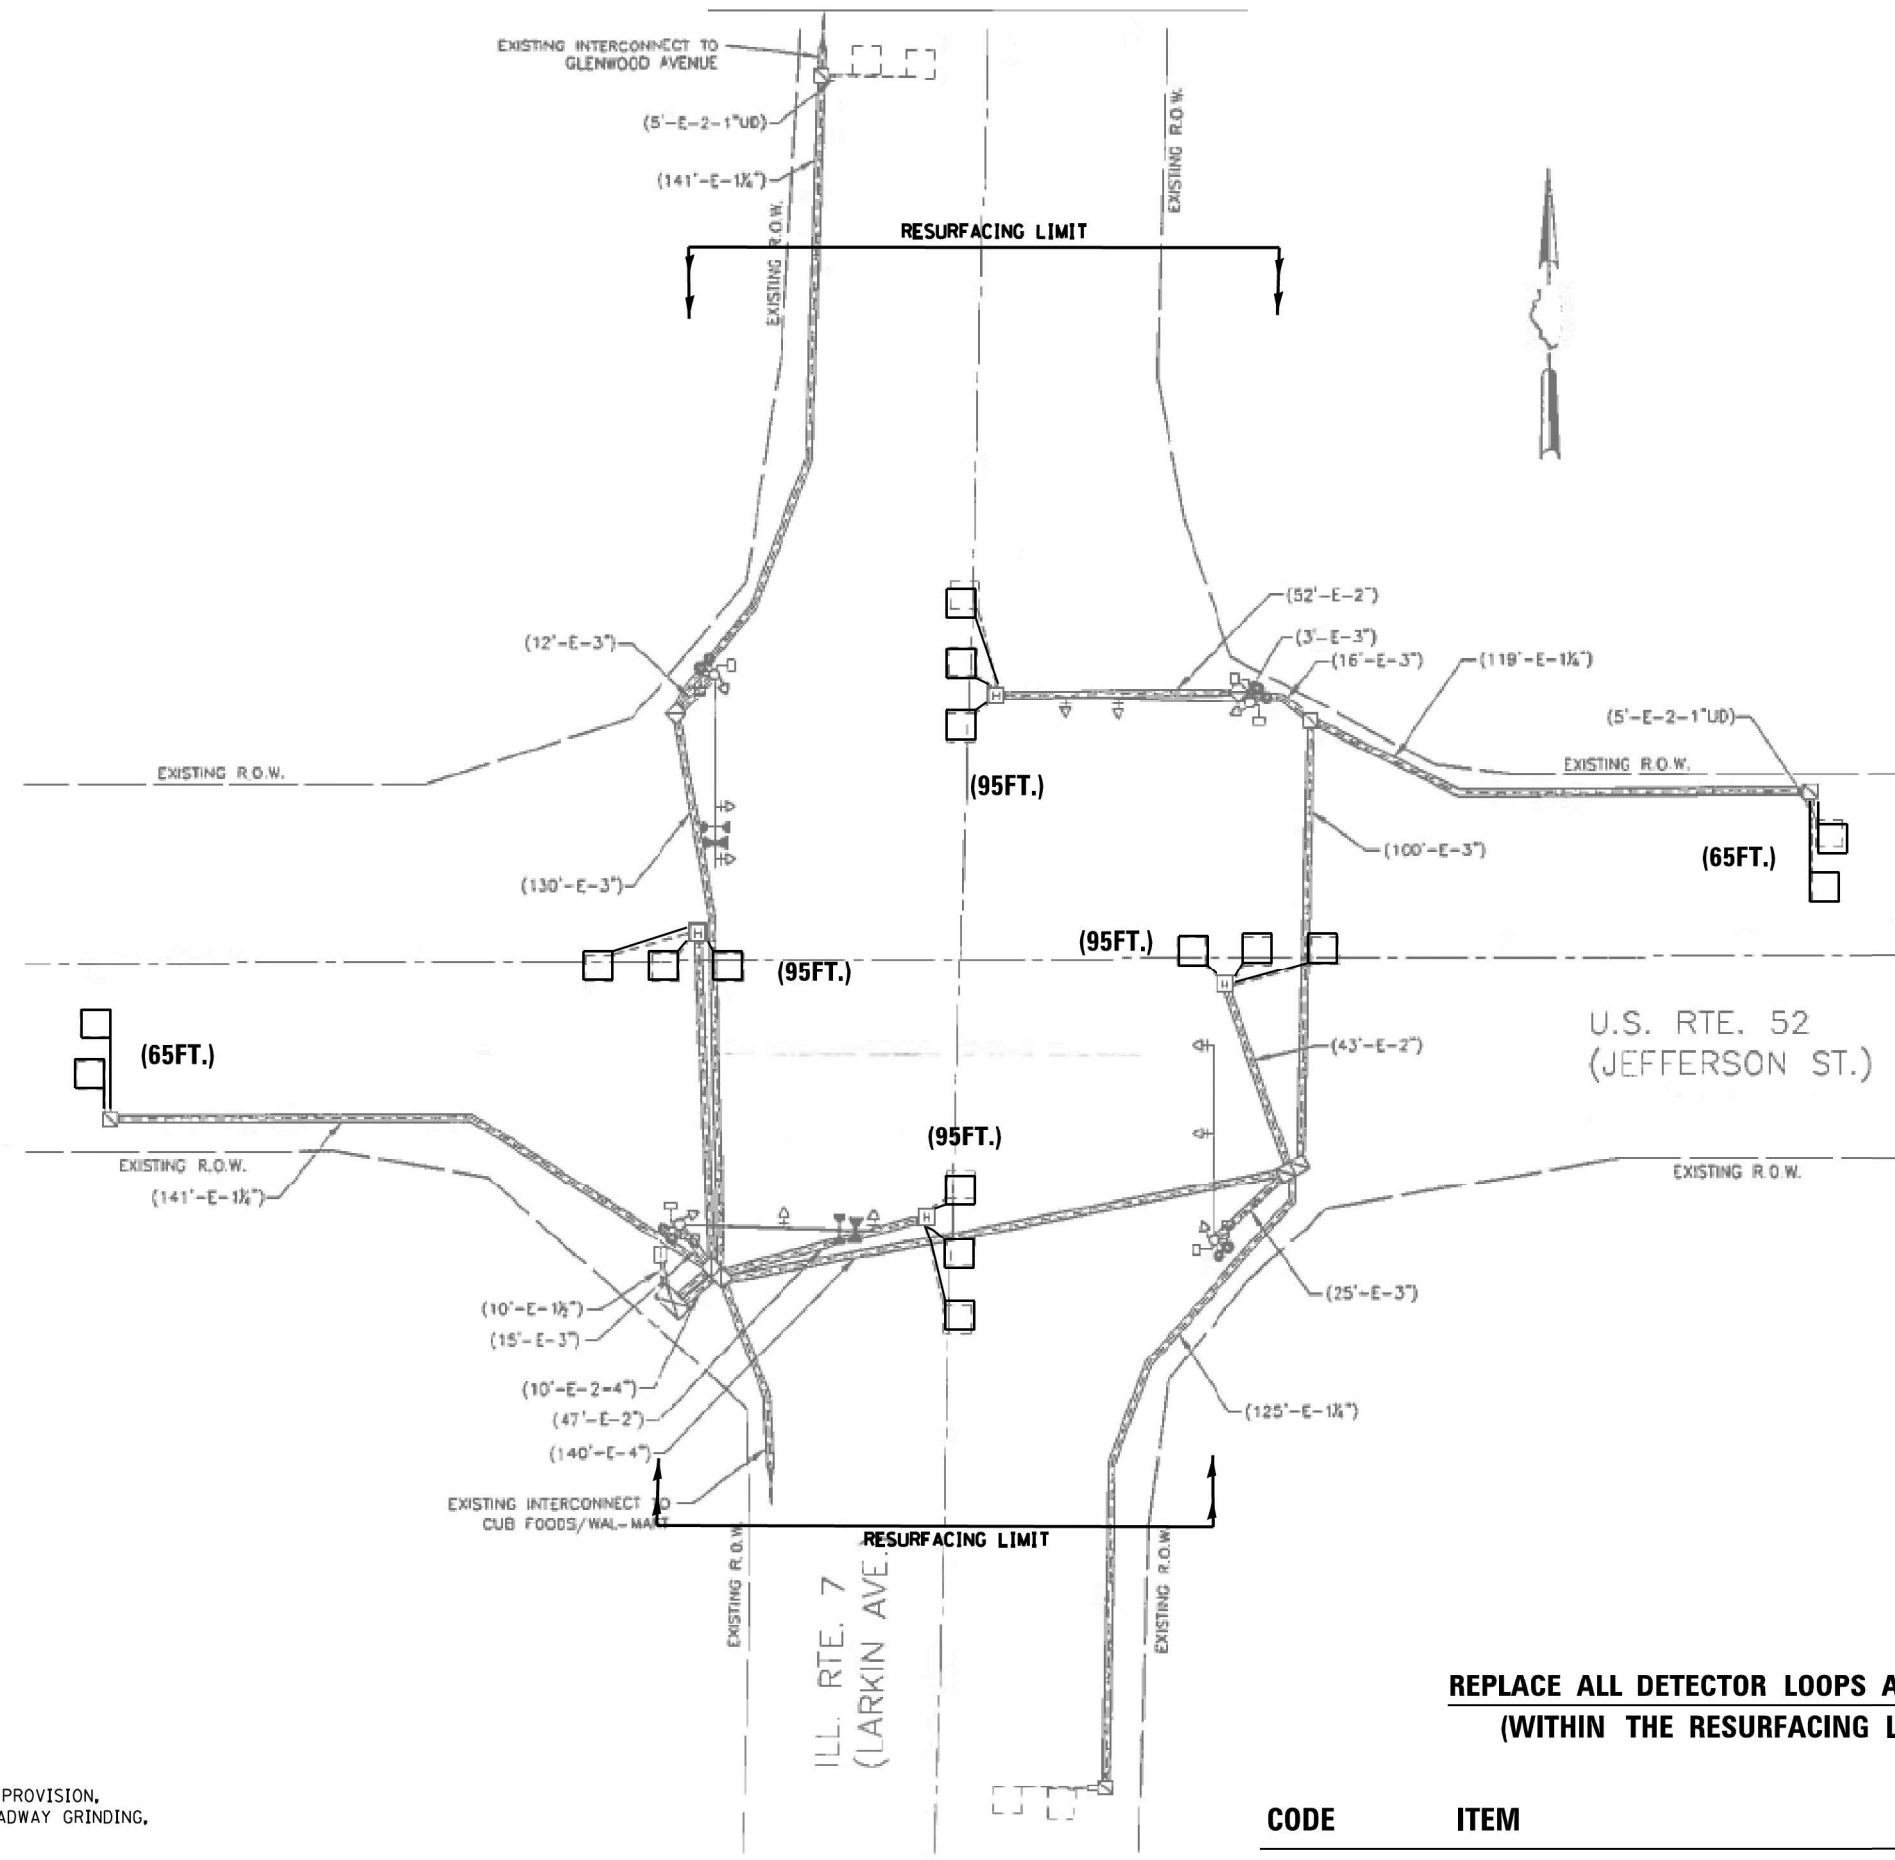 EXISTING INTERCONNECT TO
GLENWOOD AVENUE
(5'-E-2-1"UD)
(141'-E-1¼")
EXISTING R.O.W.
EXISTING R.O.W.
RESURFACING LIMIT
(52'-E-2")
(12'-E-3")
(3'-E-3")
(16'-E-3")
(119'-E-1¼")
(5'-E-2-1"UD)
EXISTING R.O.W.
EXISTING R.O.W.
(95FT.)
(100'-E-3")
(65FT.)
(130'-E-3")
H
H
(95FT.)
(95FT.)
H
U.S. RTE. 52
(JEFFERSON ST.)
(65FT.)
(43'-E-2")
(95FT.)
EXISTING R.O.W.
EXISTING R.O.W.
(141'-E-1¼")
H
(10'-E-1½")
(25'-E-3")
(15'-E-3")
(10'-E-2-4")
(47'-E-2")
(125'-E-1¼")
(140'-E-4")
EXISTING INTERCONNECT TO
CUB FOODS/WAL-MART
RESURFACING LIMIT
EXISTING R.O.W.
EXISTING R.O.W.
ILL. RTE. 7
(LARKIN AVE.
REPLACE ALL DETECTOR LOOPS A
(WITHIN THE RESURFACING L
PROVISION,
ADWAY GRINDING,
CODE ITEM